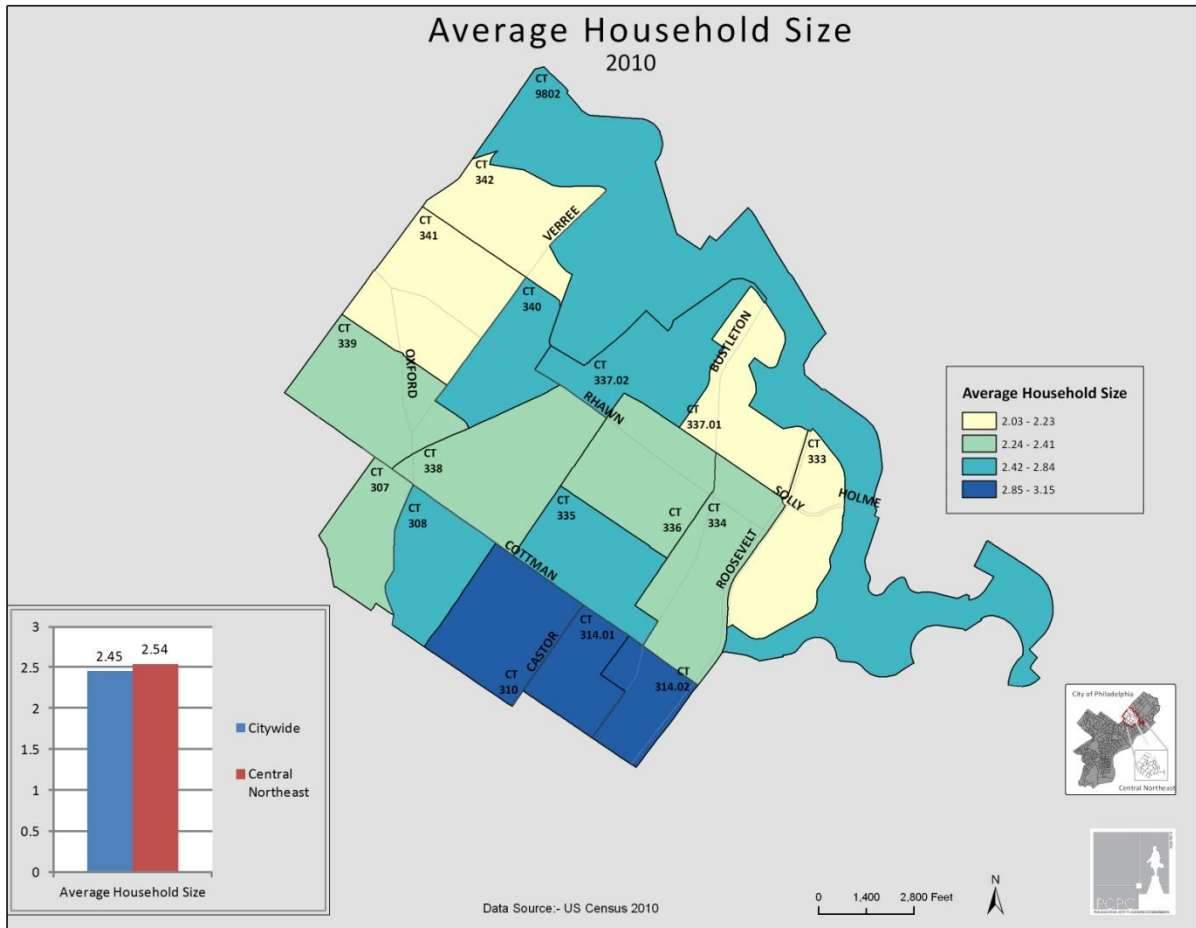 Average Household Size
2010
CT
9802
CT
342
CT
341
VERREE
CT
340
CT
339
OXFORD
CT
337.02
BUSTLETON
RHAWN
CT
337.01
CT
333
CT
338
CT
307
CT
308
CT
335
CT
336
CT
334
SOLLY
HOLME
COTTMAN
ROOSEVELT
CT
314.01
CASTOR
CT
310
CT
314.02
Average Household Size
2.03 - 2.23
2.24 - 2.41
2.42 - 2.84
2.85 - 3.15
3
2.5
2
1.5
1
0.5
0
2.45
2.54
Average Household Size
Citywide
Central
Northeast
City of Philadelphia
Central Northeast
PCPC
Data Source:- US Census 2010
0 1,400 2,800 Feet
N